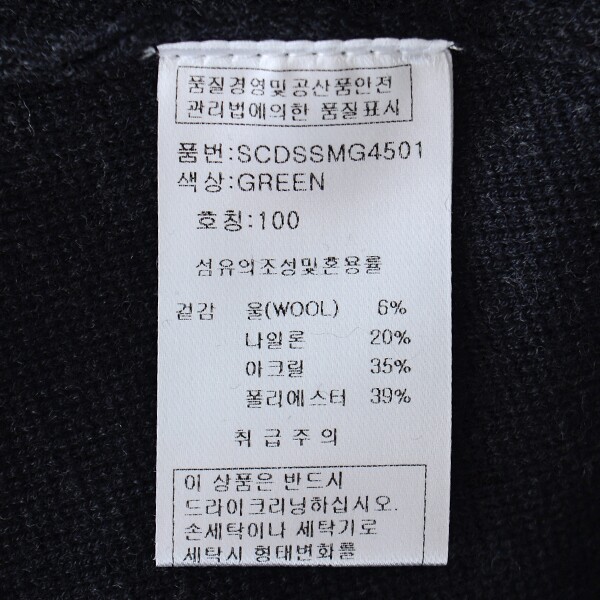 품질경영및공산품안전
관리법에의한 품질표시
품번:SCDSSMG4501
색상:GREEN
호칭:100
섬유의조성및혼용률
겉감 울(WOOL) 6%
나일론 20%
아크릴 35%
폴리에스터 39%
취급주의
이 상품은 반드시
드라이크리닝하십시오.
손세탁이나 세탁기로
세탁시 형태변화를